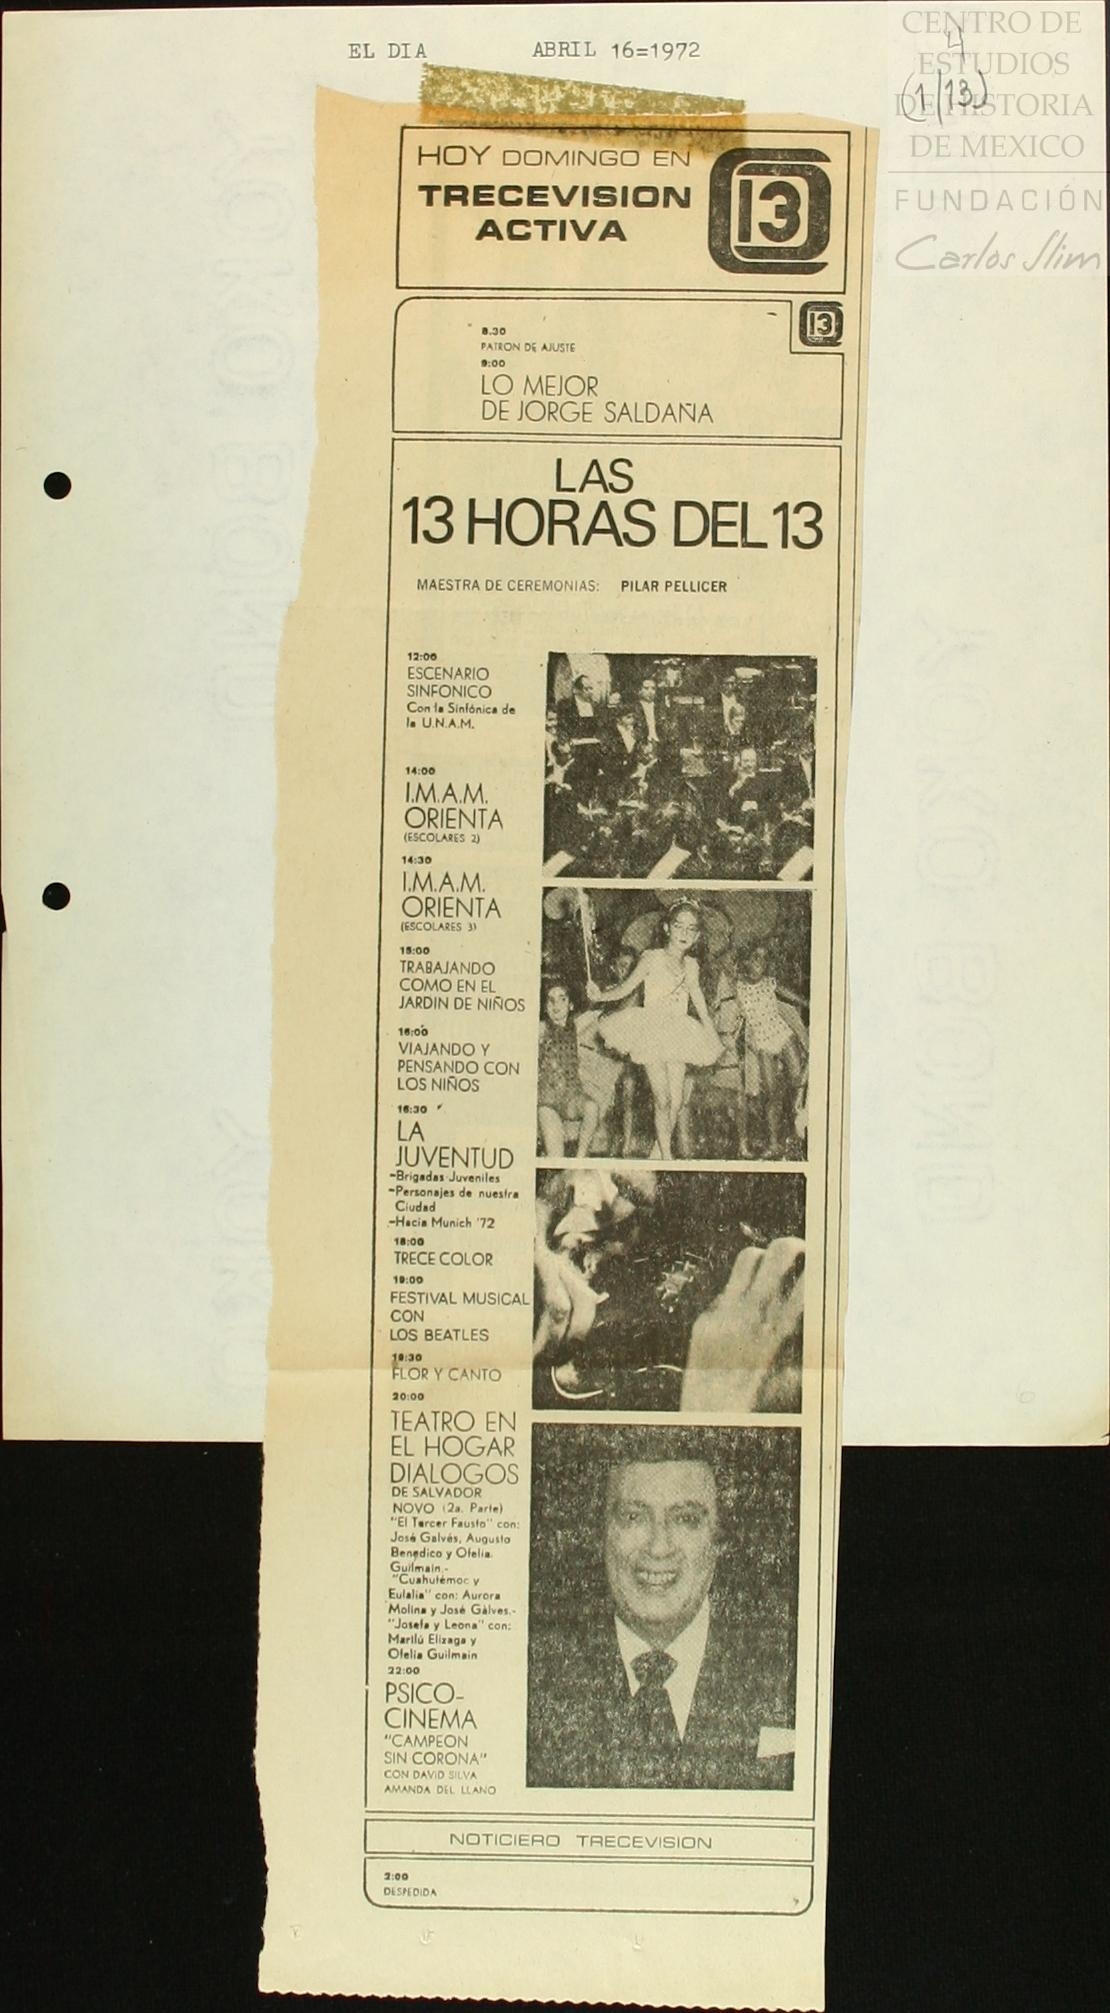 EL DIA ABRIL 16=1972
4
(1/13)
CENTRO DE
ESTUDIOS
DE HISTORIA
DE MEXICO
FUNDACIÓN
Carlos Slim
HOY DOMINGO EN
TRECEVISION
ACTIVA
13
13
8.30
PATRON DE AJUSTE
9:00
LO MEJOR
DE JORGE SALDAÑA
LAS
13 HORAS DEL 13
MAESTRA DE CEREMONIAS: PILAR PELLICER
12:00
ESCENARIO
SINFONICO
Con la Sinfónica de
la U.N.A.M.
14:00
I.M.A.M.
ORIENTA
(ESCOLARES 2)
14:30
I.M.A.M.
ORIENTA
(ESCOLARES 3)
15:00
TRABAJANDO
COMO EN EL
JARDIN DE NIÑOS
16:00
VIAJANDO Y
PENSANDO CON
LOS NIÑOS
16:30
LA
JUVENTUD
-Brigadas Juveniles
-Personajes de nuestra
Ciudad
-Hacia Munich '72
18:00
TRECE COLOR
19:00
FESTIVAL MUSICAL
CON
LOS BEATLES
19:30
FLOR Y CANTO
20:00
TEATRO EN
EL HOGAR
DIALOGOS
DE SALVADOR
NOVO (2a. Parte)
"El Tercer Fausto" con:
José Galvés, Augusto
Benedico y Ofelia
Guilmain.-
"Cuahutémoc y
Eulalia" con: Aurora
Molina y José Gálves.-
"Josefa y Leona" con:
Marilú Elizaga y
Ofelia Guilmain
22:00
PSICO-
CINEMA
"CAMPEON
SIN CORONA"
CON DAVID SILVA
AMANDA DEL LLANO
NOTICIERO TRECEVISION
2:00
DESPEDIDA